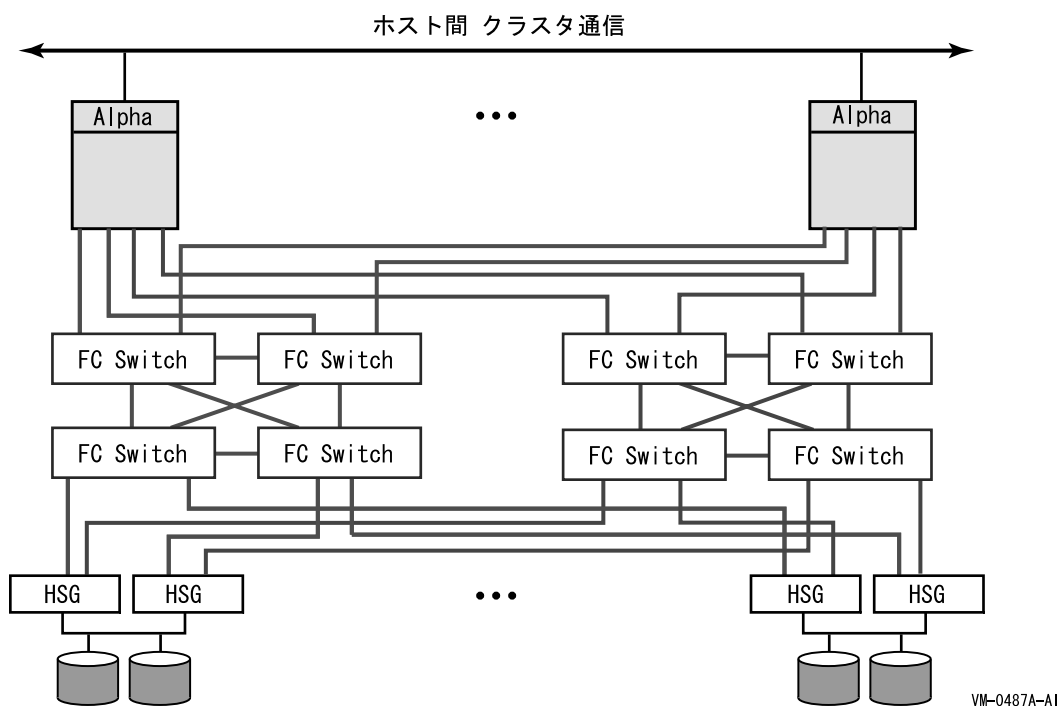 ホスト間 クラスタ通信
Alpha
Alpha
FC Switch
FC Switch
FC Switch
FC Switch
FC Switch
FC Switch
FC Switch
FC Switch
HSG
HSG
HSG
HSG
VM-0487A-AI